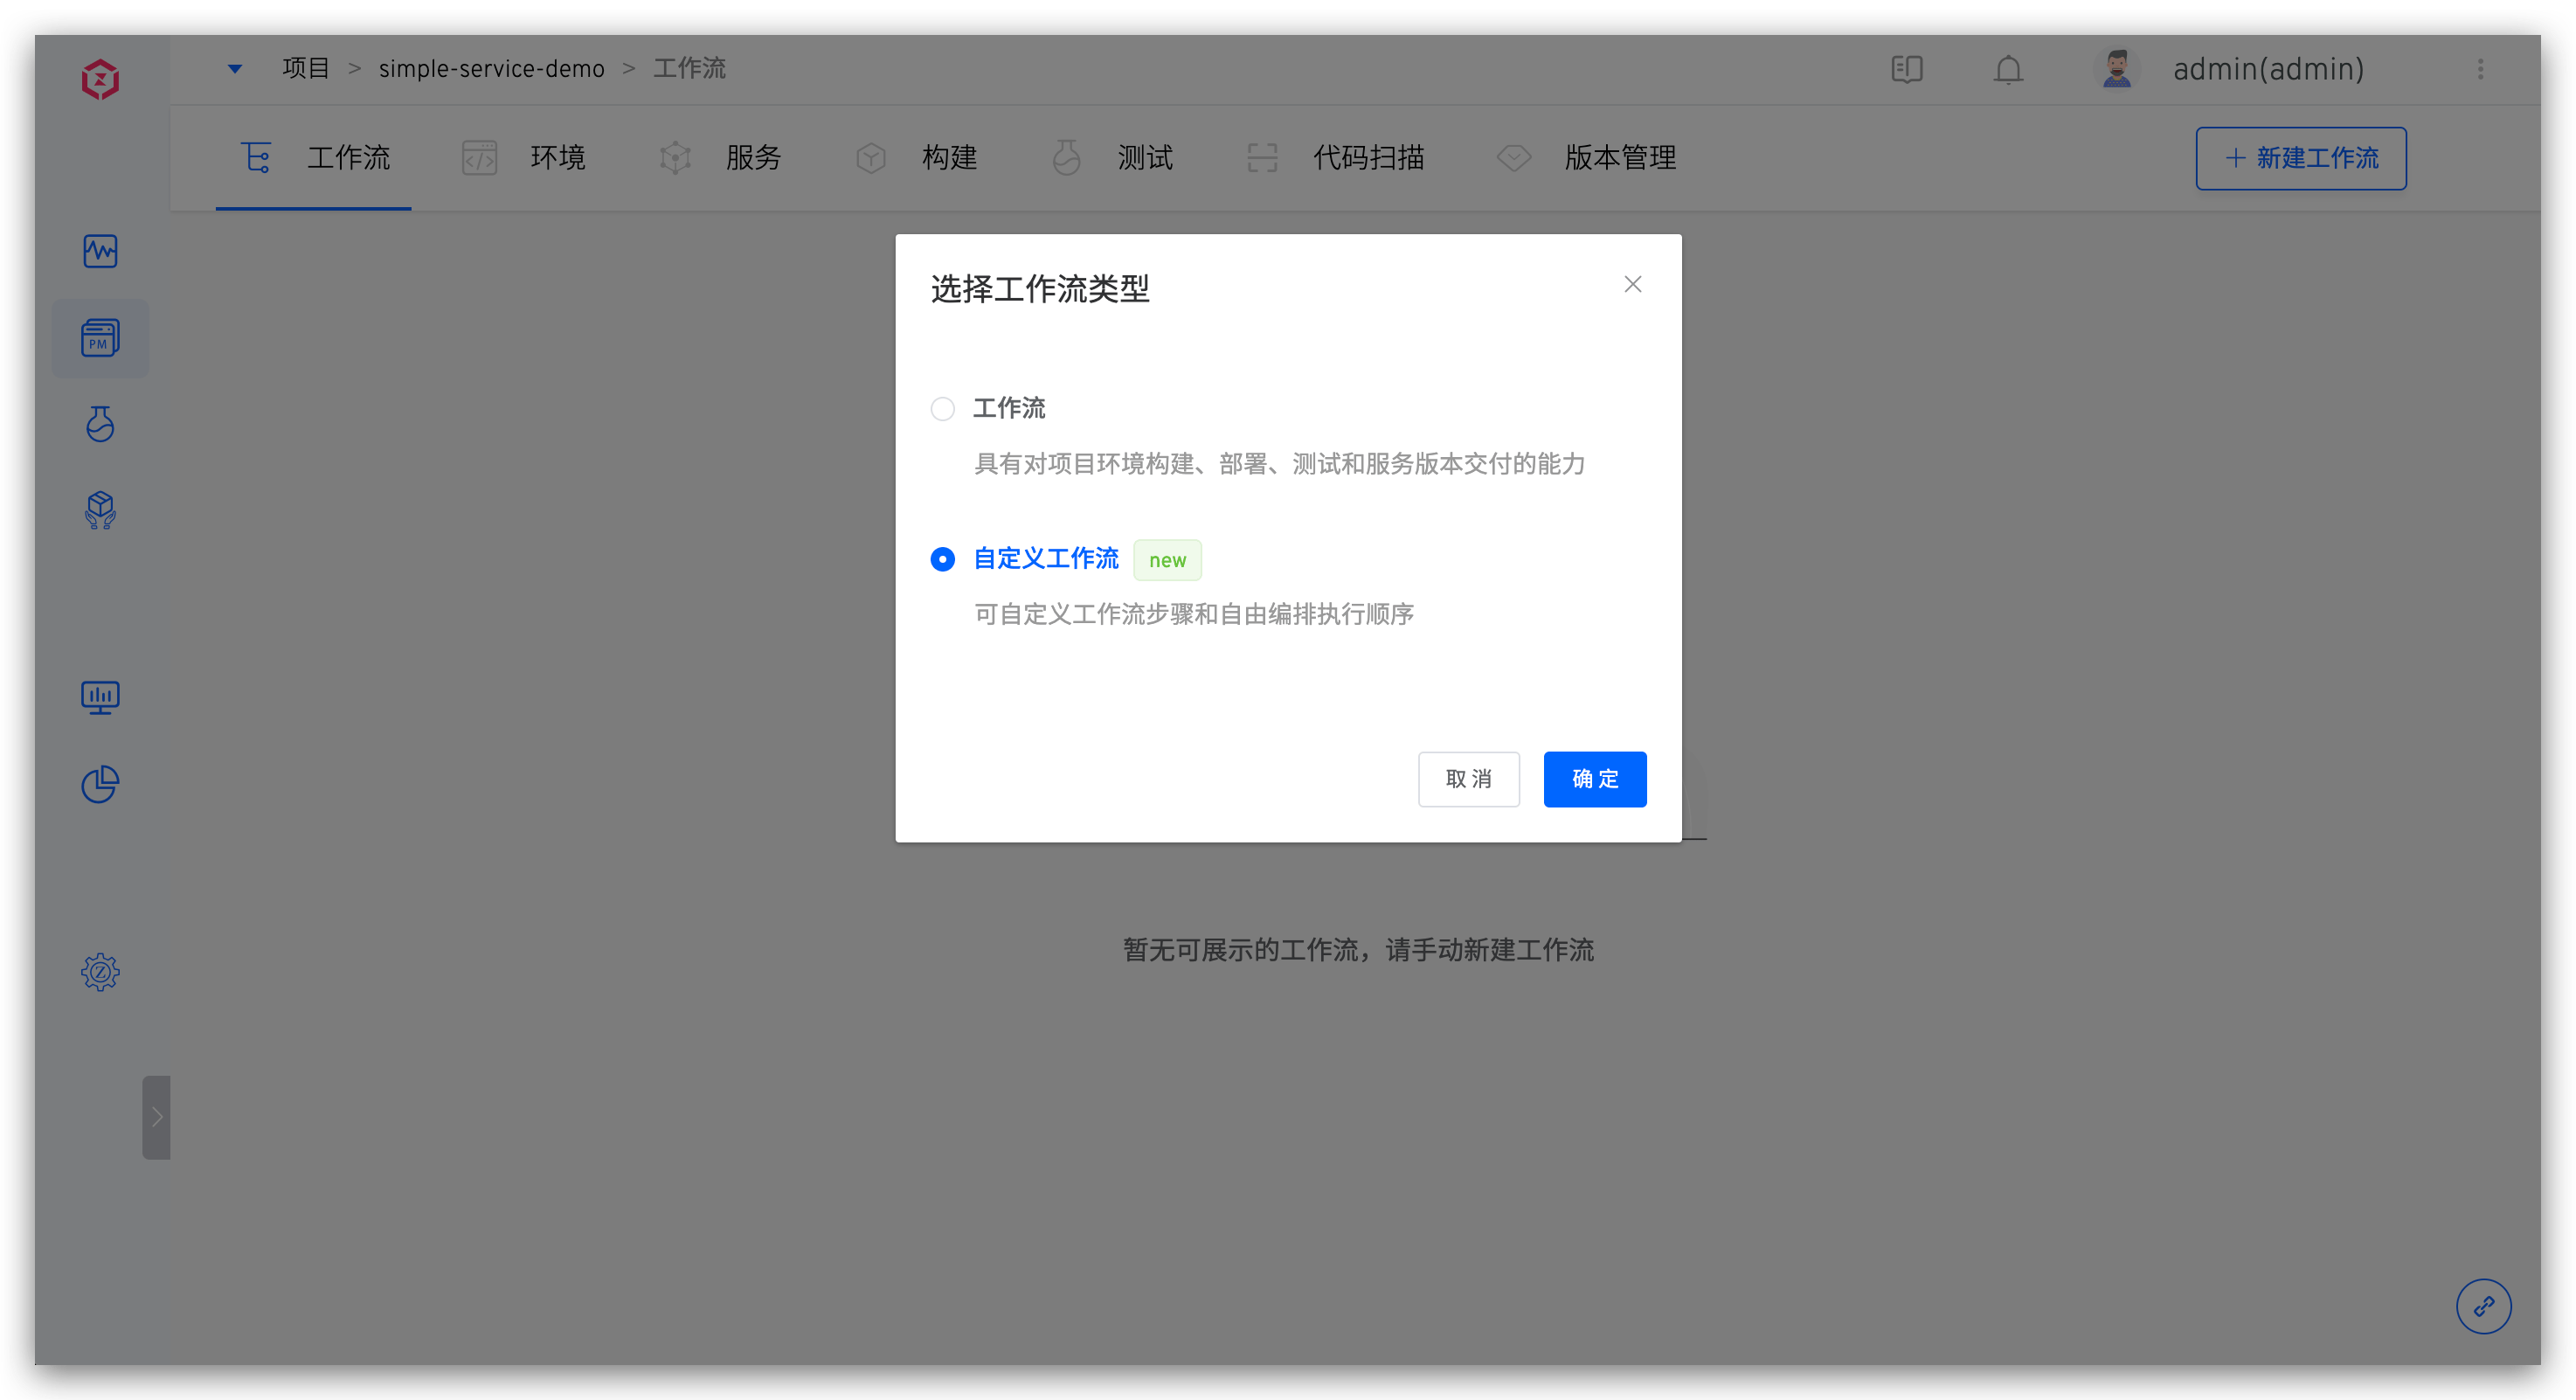 项目 > simple-service-demo > 工作流
admin(admin)
工作流 环境 服务 构建 测试 代码扫描 版本管理
+ 新建工作流
PM
选择工作流类型
工作流
具有对项目环境构建、部署、测试和服务版本交付的能力
自定义工作流 new
可自定义工作流步骤和自由编排执行顺序
取消 确定
暂无可展示的工作流，请手动新建工作流